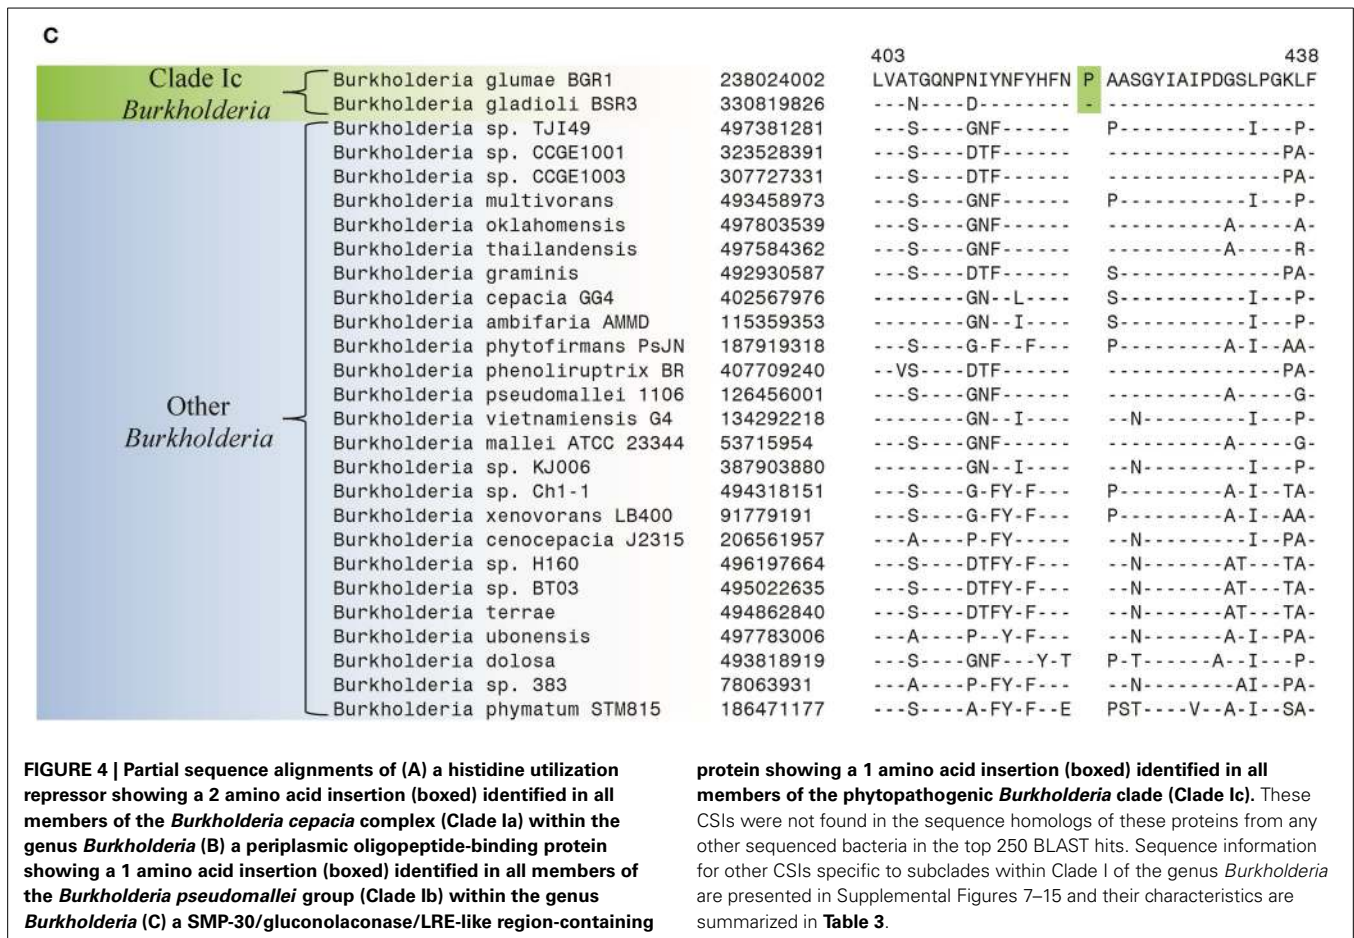 C
403 438
Clade Ic
Burkholderia
Burkholderia glumae BGR1 238024002 LVATGQNPNIYNFYHFN P AASGYIAIPDGSLPGKLF
Burkholderia gladioli BSR3 330819826 ---N----D-------- - ------------------
Other
Burkholderia
Burkholderia sp. TJI49 497381281 ---S----GNF------ P-----------I---P-
Burkholderia sp. CCGE1001 323528391 ---S----DTF------ ---------------PA-
Burkholderia sp. CCGE1003 307727331 ---S----DTF------ ---------------PA-
Burkholderia multivorans 493458973 ---S----GNF------ P-----------I---P-
Burkholderia oklahomensis 497803539 ---S----GNF------ ----------A-----A-
Burkholderia thailandensis 497584362 ---S----GNF------ ----------A-----R-
Burkholderia graminis 492930587 ---S----DTF------ S--------------PA-
Burkholderia cepacia GG4 402567976 --------GN--L---- S-----------I---P-
Burkholderia ambifaria AMMD 115359353 --------GN--I---- S-----------I---P-
Burkholderia phytofirmans PsJN 187919318 ---S----G-F--F--- P---------A-I--AA-
Burkholderia phenoliruptrix BR 407709240 --VS----DTF------ ---------------PA-
Burkholderia pseudomallei 1106 126456001 ---S----GNF------ ----------A-----G-
Burkholderia vietnamiensis G4 134292218 --------GN--I---- --N---------I---P-
Burkholderia mallei ATCC 23344 53715954 ---S----GNF------ ----------A-----G-
Burkholderia sp. KJ006 387903880 --------GN--I---- --N---------I---P-
Burkholderia sp. Ch1-1 494318151 ---S----G-FY-F--- P---------A-I--TA-
Burkholderia xenovorans LB400 91779191 ---S----G-FY-F--- P---------A-I--AA-
Burkholderia cenocepacia J2315 206561957 ---A----P-FY----- --N---------I--PA-
Burkholderia sp. H160 496197664 ---S----DTFY-F--- --N-------AT---TA-
Burkholderia sp. BT03 495022635 ---S----DTFY-F--- --N-------AT---TA-
Burkholderia terrae 494862840 ---S----DTFY-F--- --N-------AT---TA-
Burkholderia ubonensis 497783006 ---A----P--Y-F--- --N-------A-I--PA-
Burkholderia dolosa 493818919 ---S----GNF---Y-T P-T------A--I---P-
Burkholderia sp. 383 78063931 ---A----P-FY-F--- --N--------AI--PA-
Burkholderia phymatum STM815 186471177 ---S----A-FY-F--E PST----V--A-I--SA-
FIGURE 4 | Partial sequence alignments of (A) a histidine utilization
repressor showing a 2 amino acid insertion (boxed) identified in all
members of the Burkholderia cepacia complex (Clade Ia) within the
genus Burkholderia (B) a periplasmic oligopeptide-binding protein
showing a 1 amino acid insertion (boxed) identified in all members of
the Burkholderia pseudomallei group (Clade Ib) within the genus
Burkholderia (C) a SMP-30/gluconolaconase/LRE-like region-containing
protein showing a 1 amino acid insertion (boxed) identified in all
members of the phytopathogenic Burkholderia clade (Clade Ic). These
CSIs were not found in the sequence homologs of these proteins from any
other sequenced bacteria in the top 250 BLAST hits. Sequence information
for other CSIs specific to subclades within Clade I of the genus Burkholderia
are presented in Supplemental Figures 7–15 and their characteristics are
summarized in Table 3.